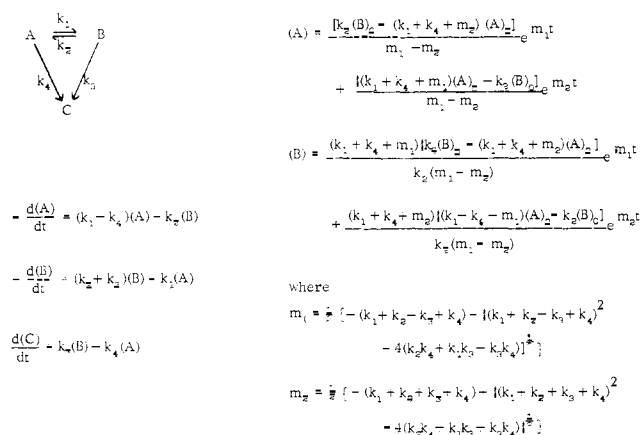 k₁
A ⇌ B
k₂
k₄ k₃
C
− d(A)/dt = (k₁ − k₄)(A) − k₂(B)
− d(B)/dt = (k₂ + k₃)(B) − k₁(A)
d(C)/dt − k₃(B) − k₄(A)
(A) = [k₂(B)₀ − (k₁ + k₄ + m₂) (A)₀]/(m₁ − m₂) e^(m₁t)
+ [(k₁ + k₄ + m₁)(A)₀ − k₂(B)₀]/(m₁ − m₂) e^(m₂t)
(B) = (k₁ + k₄ + m₁)[k₂(B)₀ − (k₁ + k₄ + m₂)(A)₀]/k₂(m₁ − m₂) e^(m₁t)
+ (k₁ + k₄ + m₂)[(k₁ − k₄ − m₁)(A)₀ − k₂(B)₀]/k₂(m₁ − m₂) e^(m₂t)
where
m₁ = ½ {−(k₁ + k₂ − k₃ + k₄) − [(k₁ + k₂ − k₃ + k₄)²
− 4(k₂k₄ + k₁k₃ − k₃k₄)]^½}
m₂ = ½ {−(k₁ + k₂ + k₃ + k₄) − [(k₁ + k₂ + k₃ + k₄)²
− 4(k₂k₄ − k₁k₃ − k₃k₄)]^½}